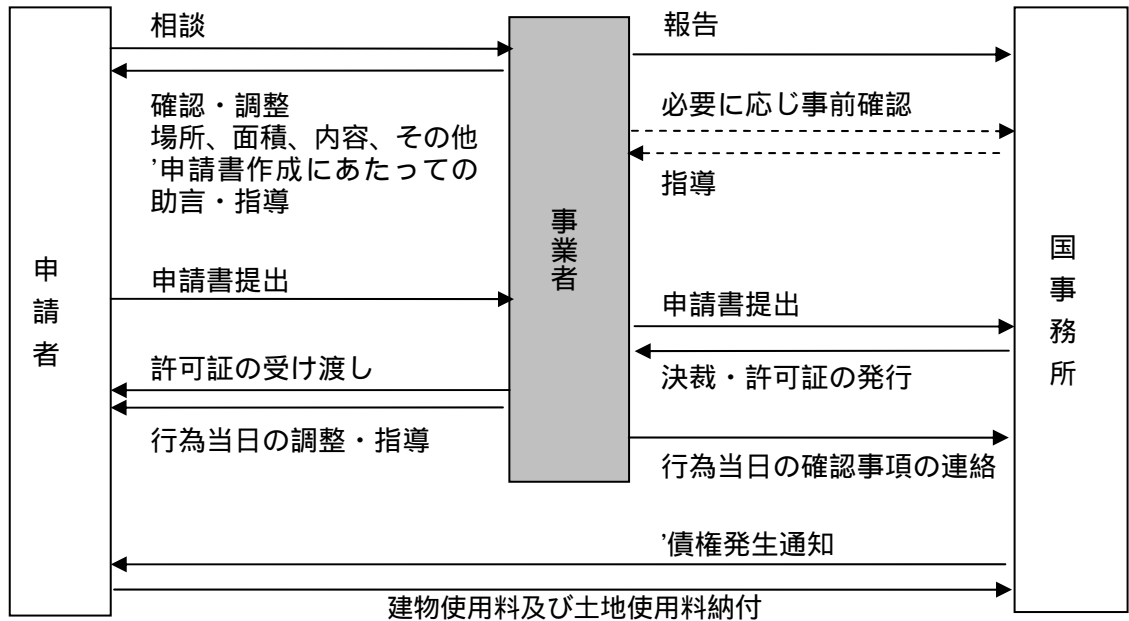 相談
報告
確認・調整
場所、面積、内容、その他
’申請書作成にあたっての
助言・指導
必要に応じ事前確認
指導
申請者
事業者
国事務所
申請書提出
申請書提出
許可証の受け渡し
決裁・許可証の発行
行為当日の調整・指導
行為当日の確認事項の連絡
’債権発生通知
建物使用料及び土地使用料納付